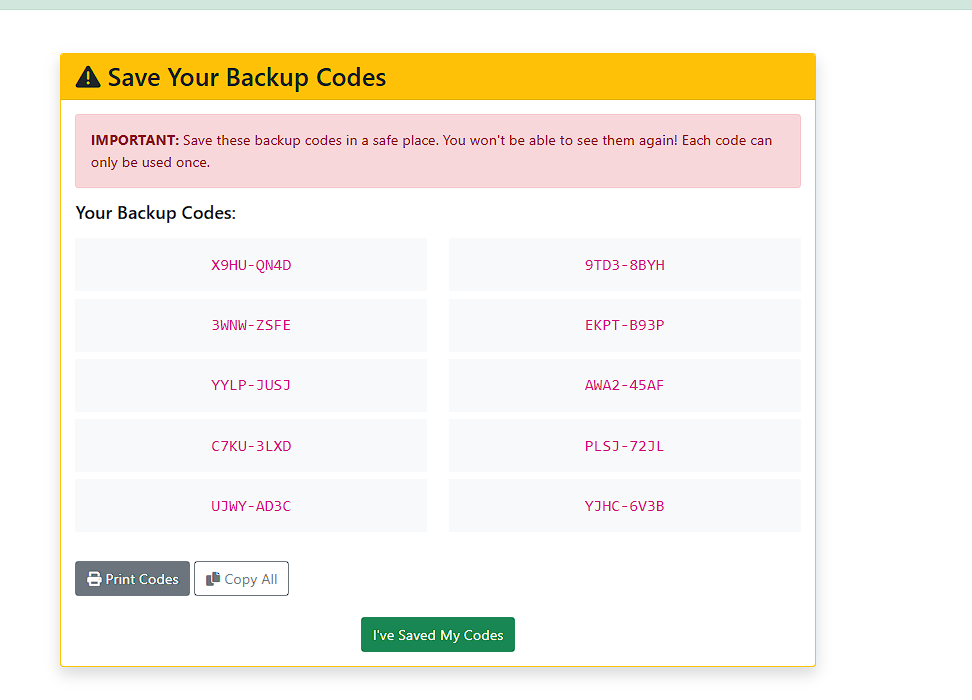 Save Your Backup Codes
IMPORTANT: Save these backup codes in a safe place. You won't be able to see them again! Each code can
only be used once.
Your Backup Codes:
X9HU-QN4D
9TD3-8BYH
3WNW-ZSFE
EKPT-B93P
YYLP-JUSJ
AWA2-45AF
C7KU-3LXD
PLSJ-72JL
UJWY-AD3C
YJHC-6V3B
Print Codes
Copy All
I've Saved My Codes